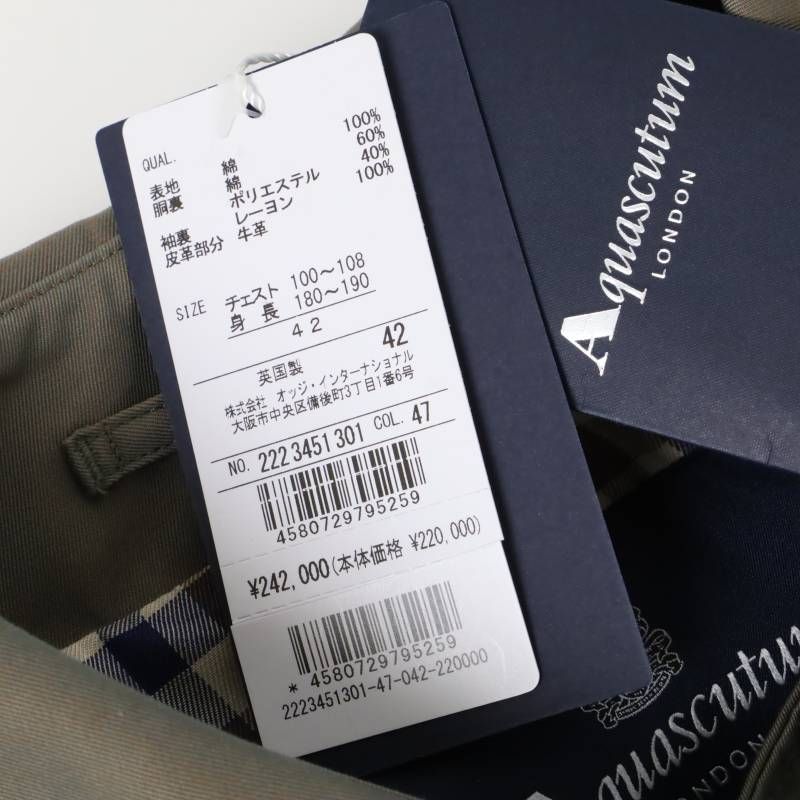 QUAL.
表地 綿 100%
胴裏 綿 60%
ポリエステル 40%
袖裏 レーヨン 100%
皮革部分 牛革
SIZE チェスト 100~108
身長 180~190
42
42
英国製
株式会社 オッジ・インターナショナル
大阪市中央区備後町3丁目1番6号
NO. 2223451301 COL. 47
4580729795259
¥242,000(本体価格 ¥220,000)
* 4580729795259
2223451301-47-042-220000
Aquascutum
LONDON
Aquascutum
LONDON